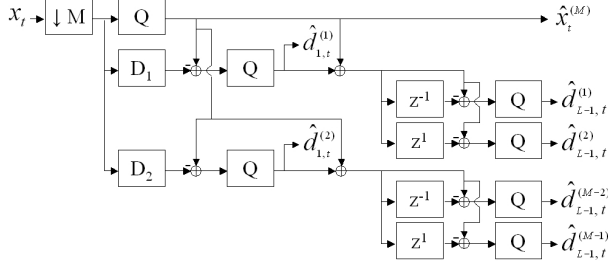 x_t ↓ M Q x̂_t^{(M)}
d̂_{1,t}^{(1)}
D_1 - Q
Z^{-1} - Q d̂_{L-1,t}^{(1)}
Z^1 - Q d̂_{L-1,t}^{(2)}
d̂_{1,t}^{(2)}
D_2 - Q
Z^{-1} - Q d̂_{L-1,t}^{(M-2)}
Z^1 - Q d̂_{L-1,t}^{(M-1)}